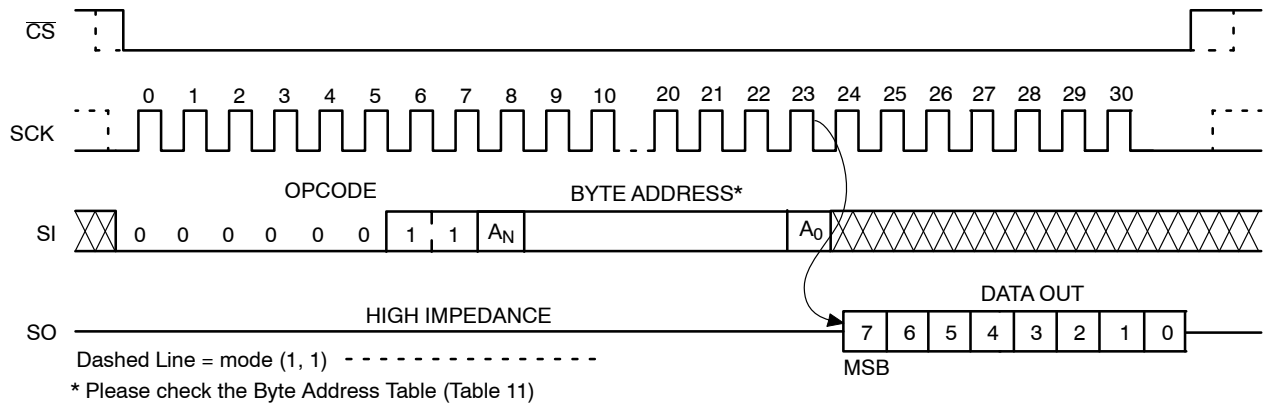 CS
0 1 2 3 4 5 6 7 8 9 10 20 21 22 23 24 25 26 27 28 29 30
SCK
OPCODE BYTE ADDRESS*
SI 0 0 0 0 0 0 1 1 AN A0
DATA OUT
HIGH IMPEDANCE
SO 7 6 5 4 3 2 1 0
Dashed Line = mode (1, 1)
MSB
* Please check the Byte Address Table (Table 11)